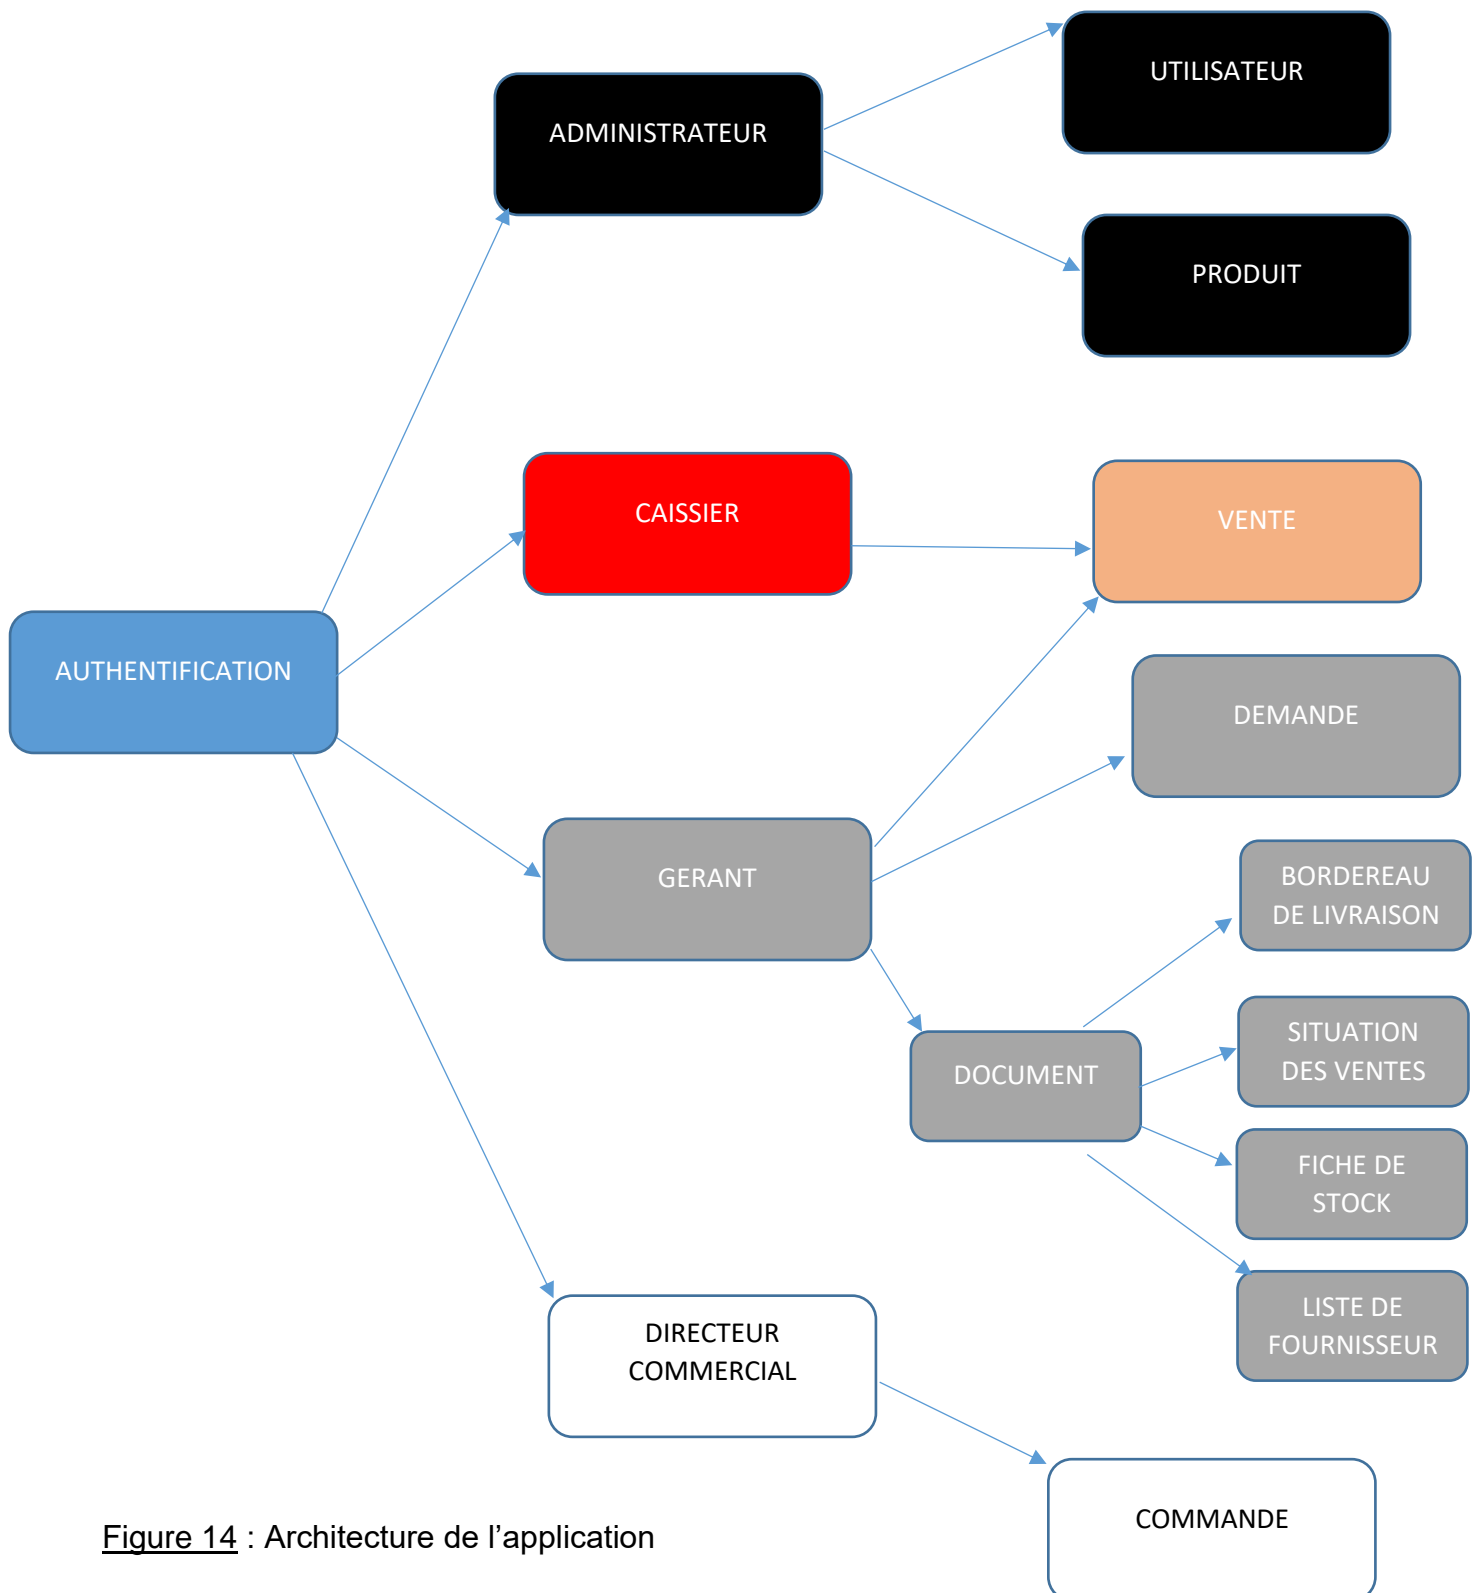 UTILISATEUR
ADMINISTRATEUR
PRODUIT
CAISSIER
VENTE
AUTHENTIFICATION
DEMANDE
GERANT
BORDEREAU
DE LIVRAISON
SITUATION
DES VENTES
DOCUMENT
FICHE DE
STOCK
LISTE DE
FOURNISSEUR
DIRECTEUR
COMMERCIAL
COMMANDE
Figure 14 : Architecture de l’application